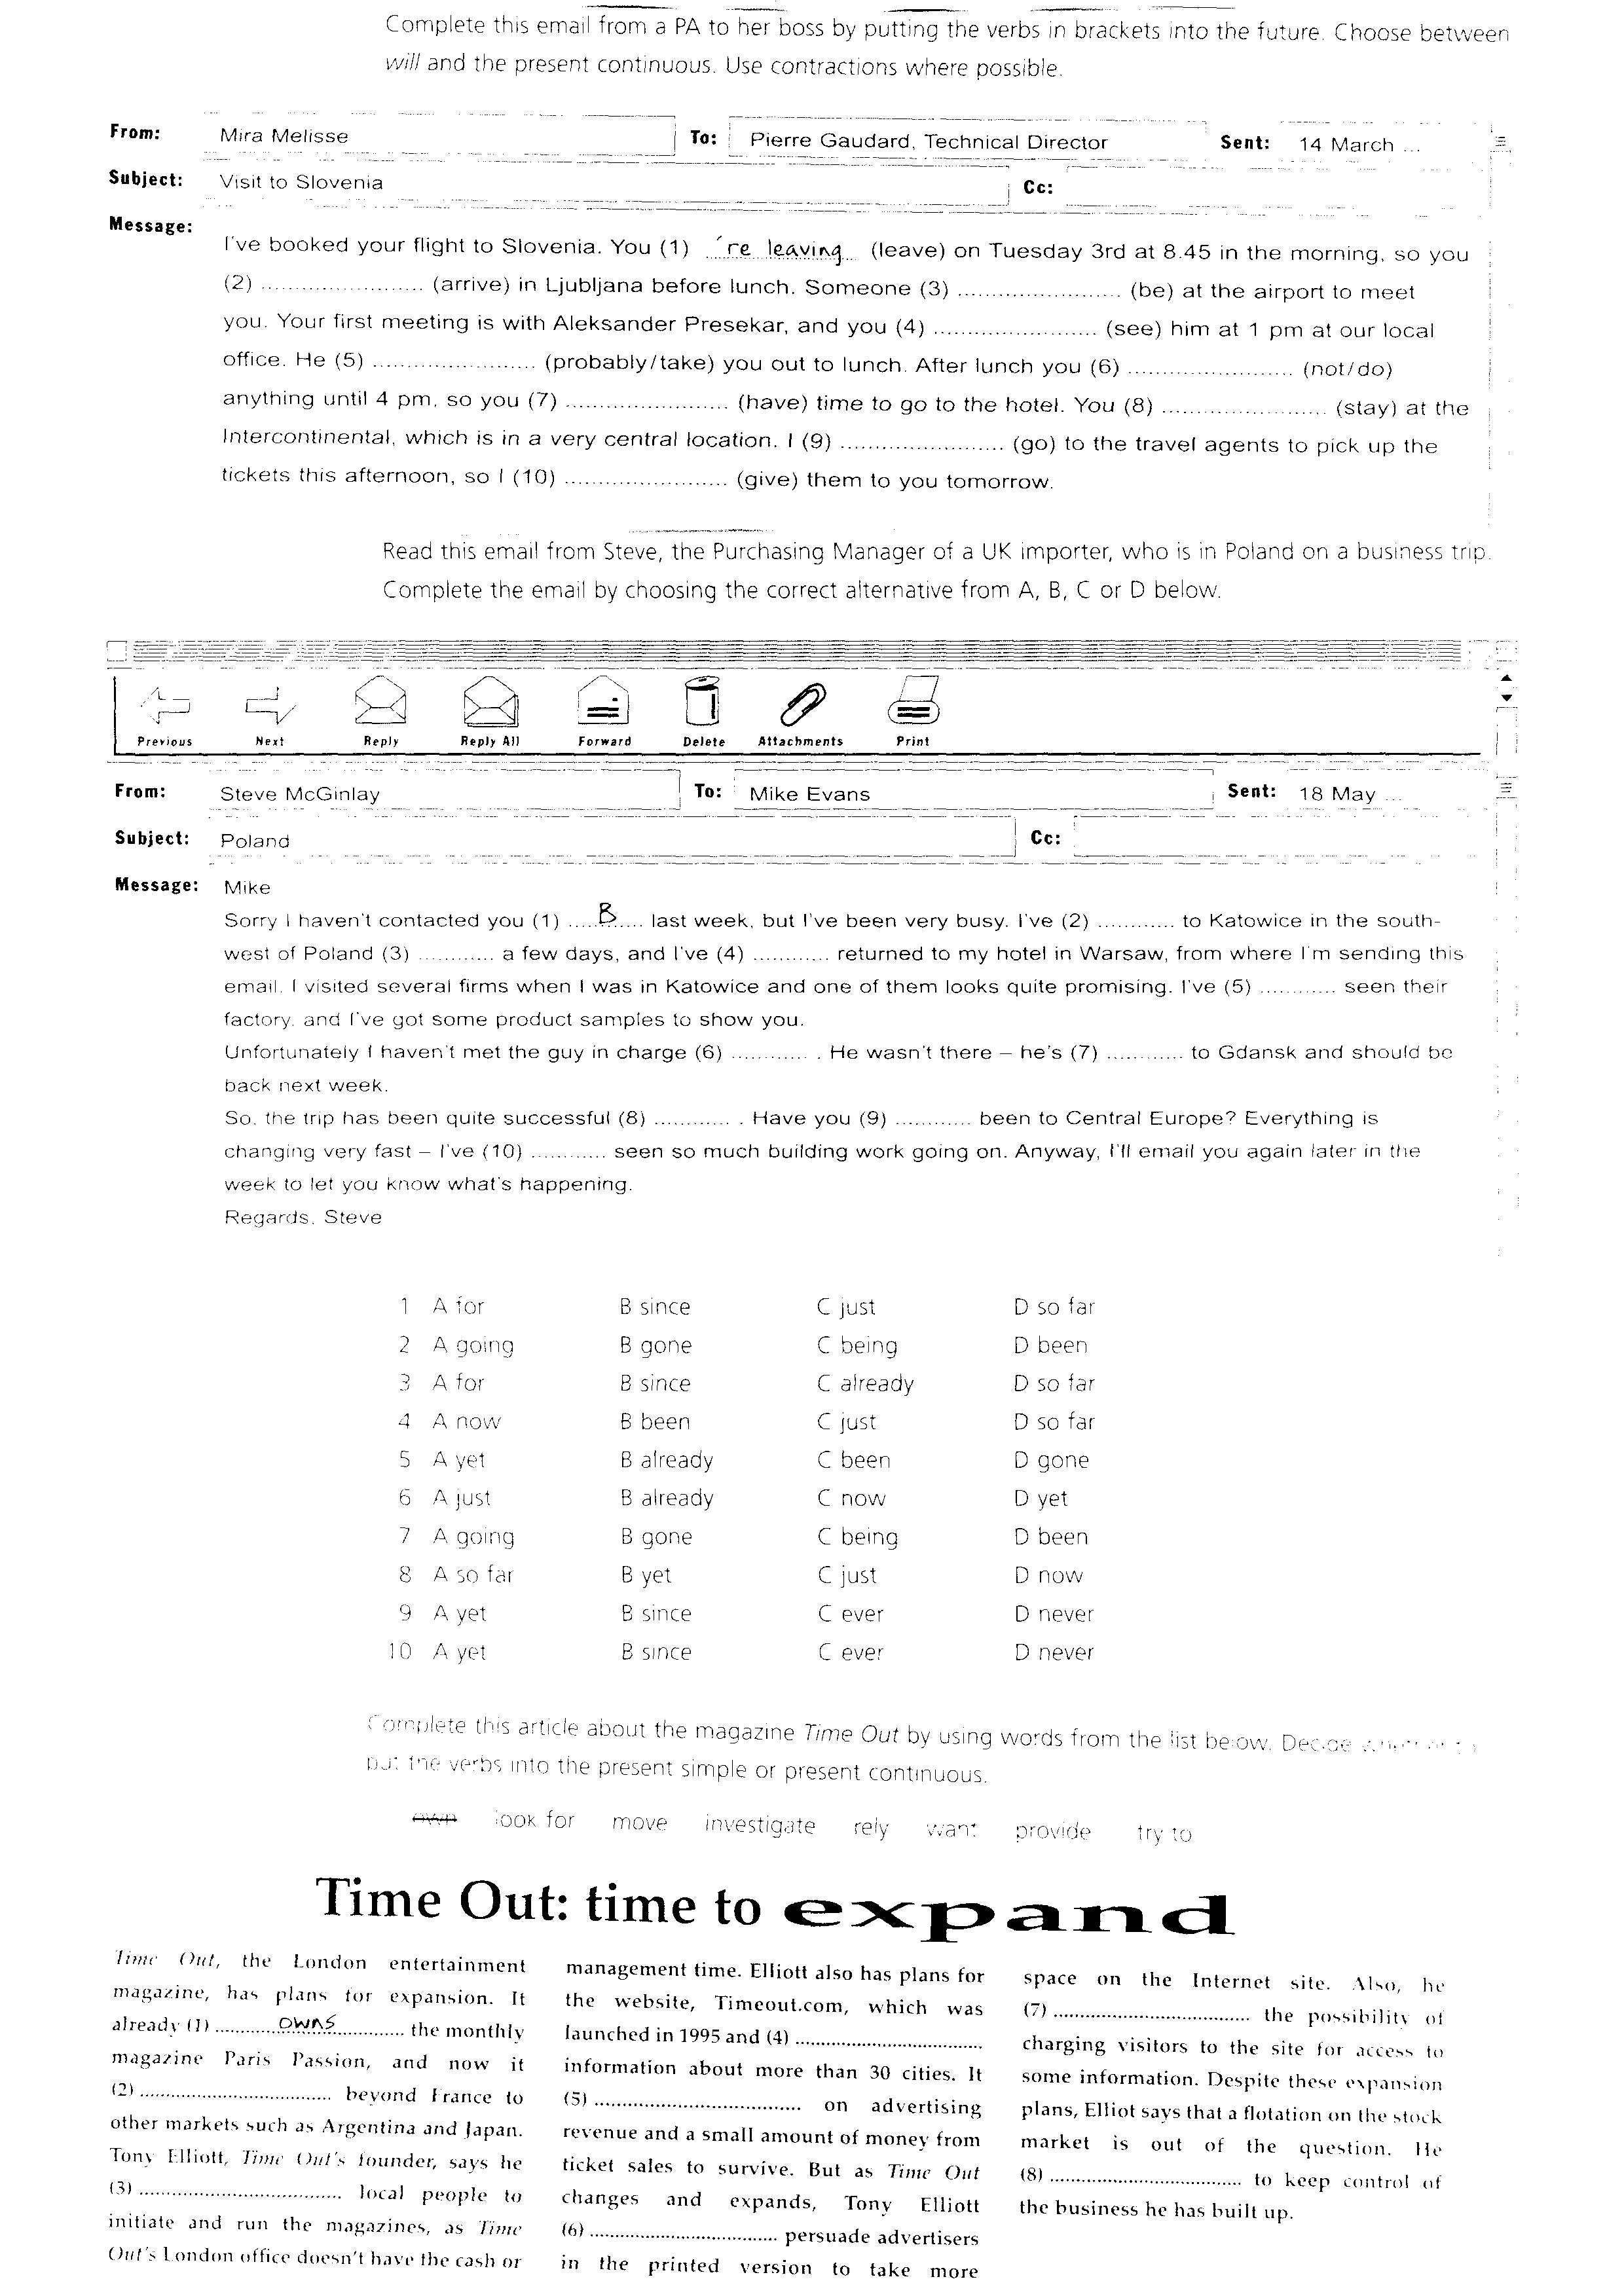 Complete this email from a PA to her boss by putting the verbs in brackets into the future. Choose between
will and the present continuous. Use contractions where possible.
From: Mira Melisse To: Pierre Gaudard, Technical Director Sent: 14 March ...
Subject: Visit to Slovenia Cc:
Message:
I've booked your flight to Slovenia. You (1) 're leaving (leave) on Tuesday 3rd at 8.45 in the morning, so you
(2) ........................ (arrive) in Ljubljana before lunch. Someone (3) ........................ (be) at the airport to meet
you. Your first meeting is with Aleksander Presekar, and you (4) ........................ (see) him at 1 pm at our local
office. He (5) ........................ (probably/take) you out to lunch. After lunch you (6) ........................ (not/do)
anything until 4 pm, so you (7) ........................ (have) time to go to the hotel. You (8) ........................ (stay) at the
Intercontinental, which is in a very central location. I (9) ........................ (go) to the travel agents to pick up the
tickets this afternoon, so I (10) ........................ (give) them to you tomorrow.
Read this email from Steve, the Purchasing Manager of a UK importer, who is in Poland on a business trip.
Complete the email by choosing the correct alternative from A, B, C or D below.
Previous Next Reply Reply All Forward Delete Attachments Print
From: Steve McGinlay To: Mike Evans Sent: 18 May ...
Subject: Poland Cc:
Message: Mike
Sorry I haven't contacted you (1) .....B..... last week, but I've been very busy. I've (2) ............ to Katowice in the south-
west of Poland (3) ............ a few days, and I've (4) ............ returned to my hotel in Warsaw, from where I'm sending this
email. I visited several firms when I was in Katowice and one of them looks quite promising. I've (5) ............ seen their
factory, and I've got some product samples to show you.
Unfortunately I haven't met the guy in charge (6) ............ . He wasn't there – he's (7) ............ to Gdansk and should be
back next week.
So, the trip has been quite successful (8) ............ . Have you (9) ............ been to Central Europe? Everything is
changing very fast – I've (10) ............ seen so much building work going on. Anyway, I'll email you again later in the
week to let you know what's happening.
Regards, Steve
1 A for B since C just D so far
2 A going B gone C being D been
3 A for B since C already D so far
4 A now B been C just D so far
5 A yet B already C been D gone
6 A just B already C now D yet
7 A going B gone C being D been
8 A so far B yet C just D now
9 A yet B since C ever D never
10 A yet B since C ever D never
Complete this article about the magazine Time Out by using words from the list below. Decide
put the verbs into the present simple or present continuous.
own look for move investigate rely want provide try to
Time Out: time to expand
Time Out, the London entertainment
magazine, has plans for expansion. It
already (1) ...........owns........... the monthly
magazine Paris Passion, and now it
(2) ................................. beyond France to
other markets such as Argentina and Japan.
Tony Elliott, Time Out's founder, says he
(3) ................................. local people to
initiate and run the magazines, as Time
Out's London office doesn't have the cash or
management time. Elliott also has plans for
the website, Timeout.com, which was
launched in 1995 and (4) .................................
information about more than 30 cities. It
(5) ................................. on advertising
revenue and a small amount of money from
ticket sales to survive. But as Time Out
changes and expands, Tony Elliott
(6) ................................. persuade advertisers
in the printed version to take more
space on the Internet site. Also, he
(7) ................................. the possibility of
charging visitors to the site for access to
some information. Despite these expansion
plans, Elliot says that a flotation on the stock
market is out of the question. He
(8) ................................. to keep control of
the business he has built up.